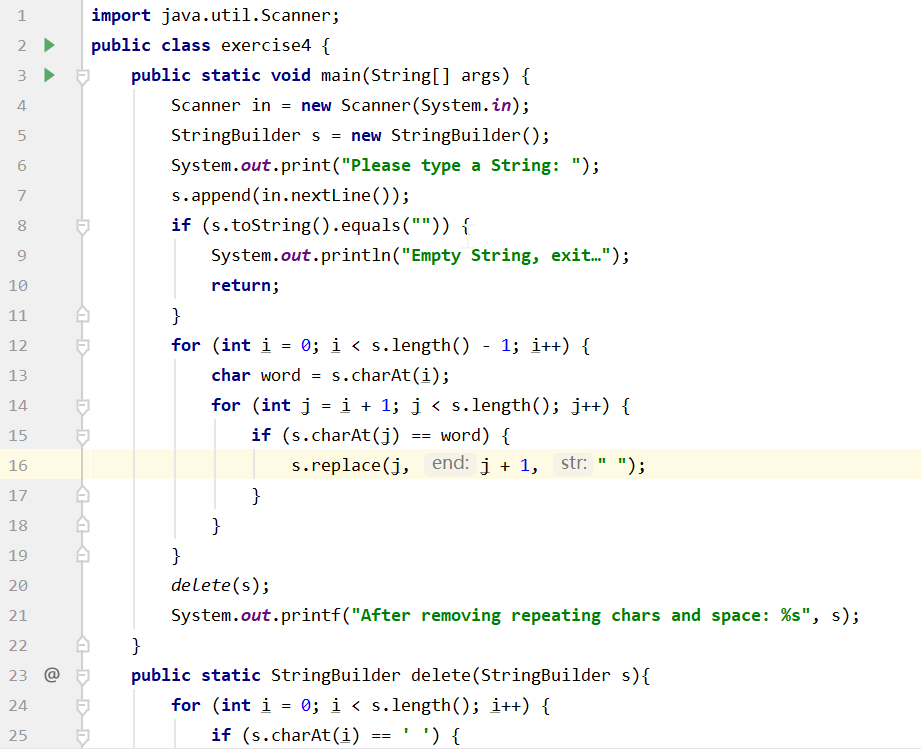 1 import java.util.Scanner;
2 public class exercise4 {
3 public static void main(String[] args) {
4 Scanner in = new Scanner(System.in);
5 StringBuilder s = new StringBuilder();
6 System.out.print("Please type a String: ");
7 s.append(in.nextLine());
8 if (s.toString().equals("")) {
9 System.out.println("Empty String, exit…");
10 return;
11 }
12 for (int i = 0; i < s.length() - 1; i++) {
13 char word = s.charAt(i);
14 for (int j = i + 1; j < s.length(); j++) {
15 if (s.charAt(j) == word) {
16 s.replace(j, end: j + 1, str: " ");
17 }
18 }
19 }
20 delete(s);
21 System.out.printf("After removing repeating chars and space: %s", s);
22 }
23 @ public static StringBuilder delete(StringBuilder s){
24 for (int i = 0; i < s.length(); i++) {
25 if (s.charAt(i) == ' ') {